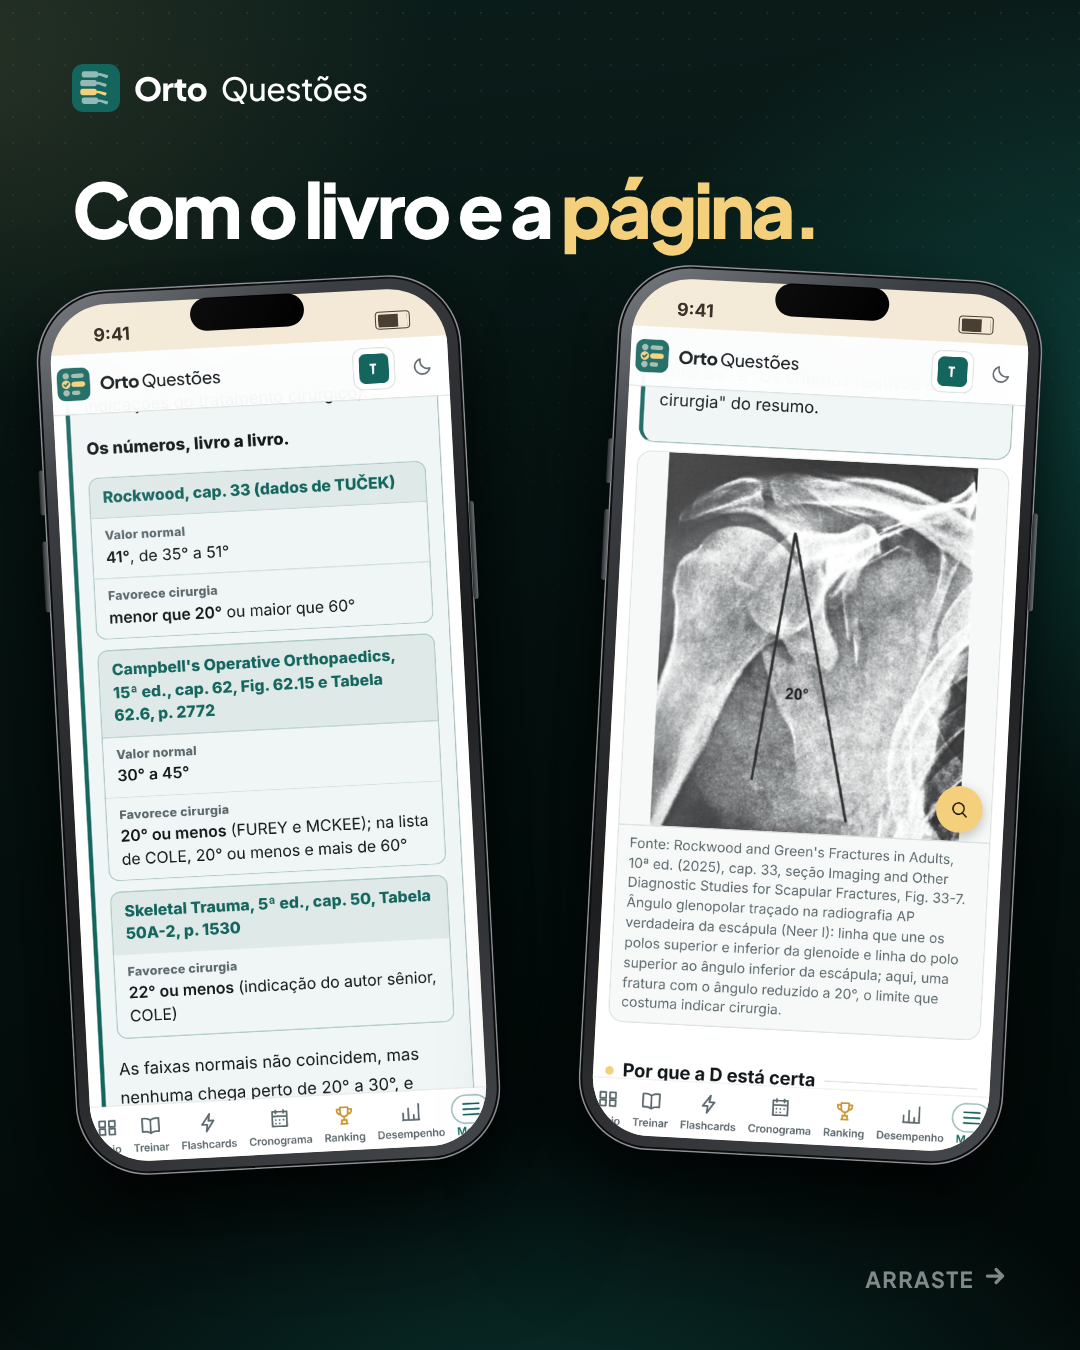 Orto Questões
Com o livro e a página.
9:41
Orto Questões
T
indicações do tratamento cirúrgico).
Os números, livro a livro.
Rockwood, cap. 33 (dados de TUČEK)
Valor normal
41°, de 35° a 51°
Favorece cirurgia
menor que 20° ou maior que 60°
Campbell's Operative Orthopaedics,
15ª ed., cap. 62, Fig. 62.15 e Tabela
62.6, p. 2772
Valor normal
30° a 45°
Favorece cirurgia
20° ou menos (FUREY e MCKEE); na lista
de COLE, 20° ou menos e mais de 60°
Skeletal Trauma, 5ª ed., cap. 50, Tabela
50A-2, p. 1530
Favorece cirurgia
22° ou menos (indicação do autor sênior,
COLE)
As faixas normais não coincidem, mas
nenhuma chega perto de 20° a 30°, e
io
Treinar
Flashcards
Cronograma
Ranking
Desempenho
9:41
Orto Questões
T
cirurgia" do resumo.
20°
Fonte: Rockwood and Green's Fractures in Adults,
10ª ed. (2025), cap. 33, seção Imaging and Other
Diagnostic Studies for Scapular Fractures, Fig. 33-7.
Ângulo glenopolar traçado na radiografia AP
verdadeira da escápula (Neer I): linha que une os
polos superior e inferior da glenoide e linha do polo
superior ao ângulo inferior da escápula; aqui, uma
fratura com o ângulo reduzido a 20°, o limite que
costuma indicar cirurgia.
Por que a D está certa
io
Treinar
Flashcards
Cronograma
Ranking
Desempenho
ARRASTE